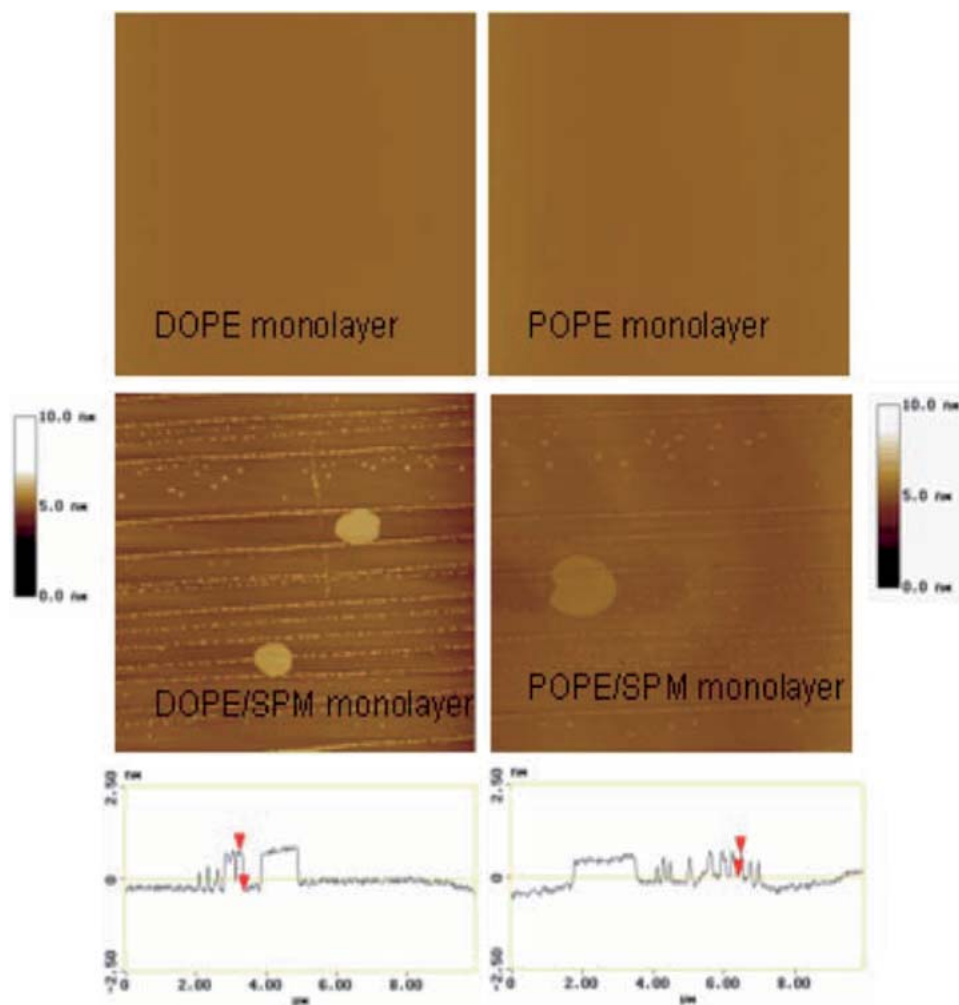 DOPE monolayer
POPE monolayer
10.0 nm
5.0 nm
0.0 nm
DOPE/SPM monolayer
POPE/SPM monolayer
10.0 nm
5.0 nm
0.0 nm
nm
2.50
0
-2.50
0 2.00 4.00 6.00 8.00
µm
nm
2.50
0
-2.50
0 2.00 4.00 6.00 8.00
µm